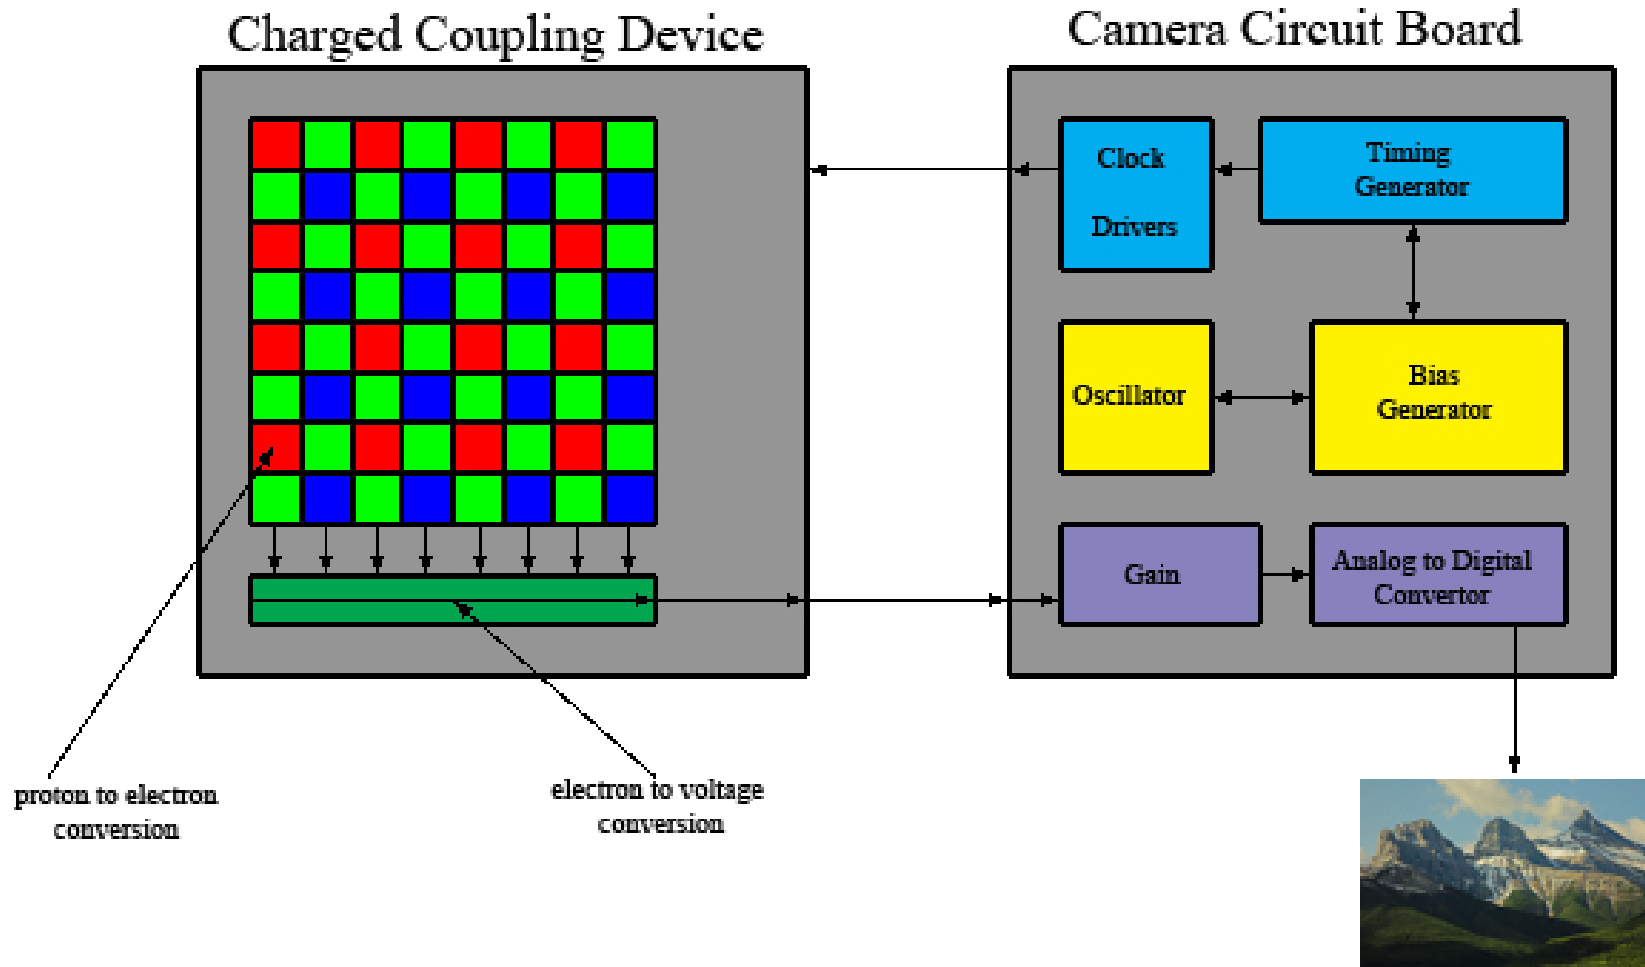 Charged Coupling Device
Camera Circuit Board
Clock
Drivers
Timing
Generator
Oscillator
Bias
Generator
Gain
Analog to Digital
Convertor
proton to electron
conversion
electron to voltage
conversion